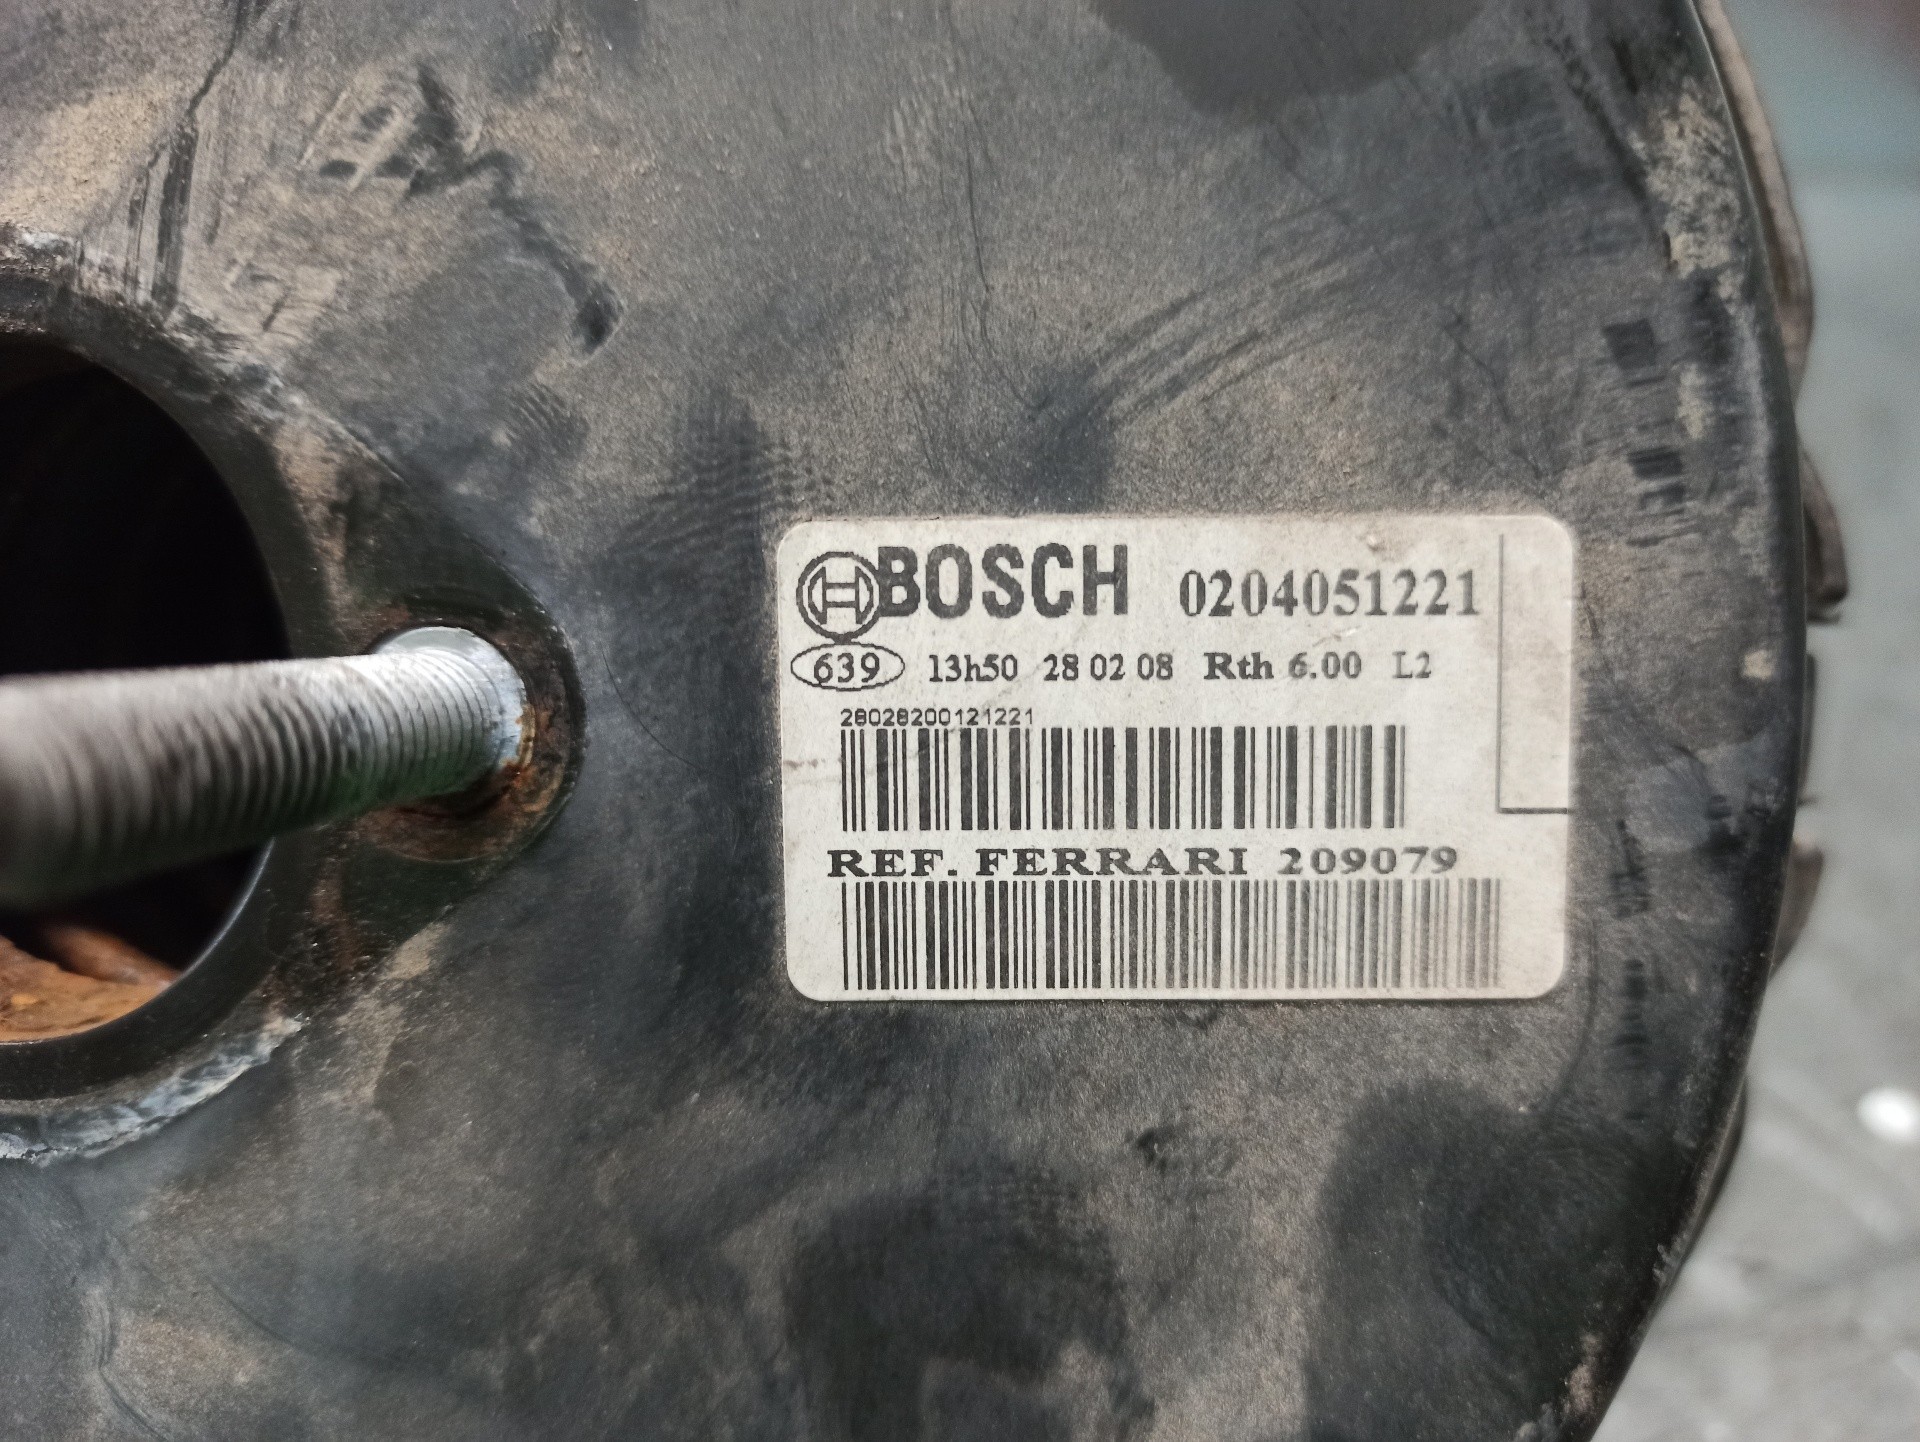 BOSCH 0204051221
639 13h50 28 02 08 Rth 6.00 L2
28028200121221
REF. FERRARI 209079